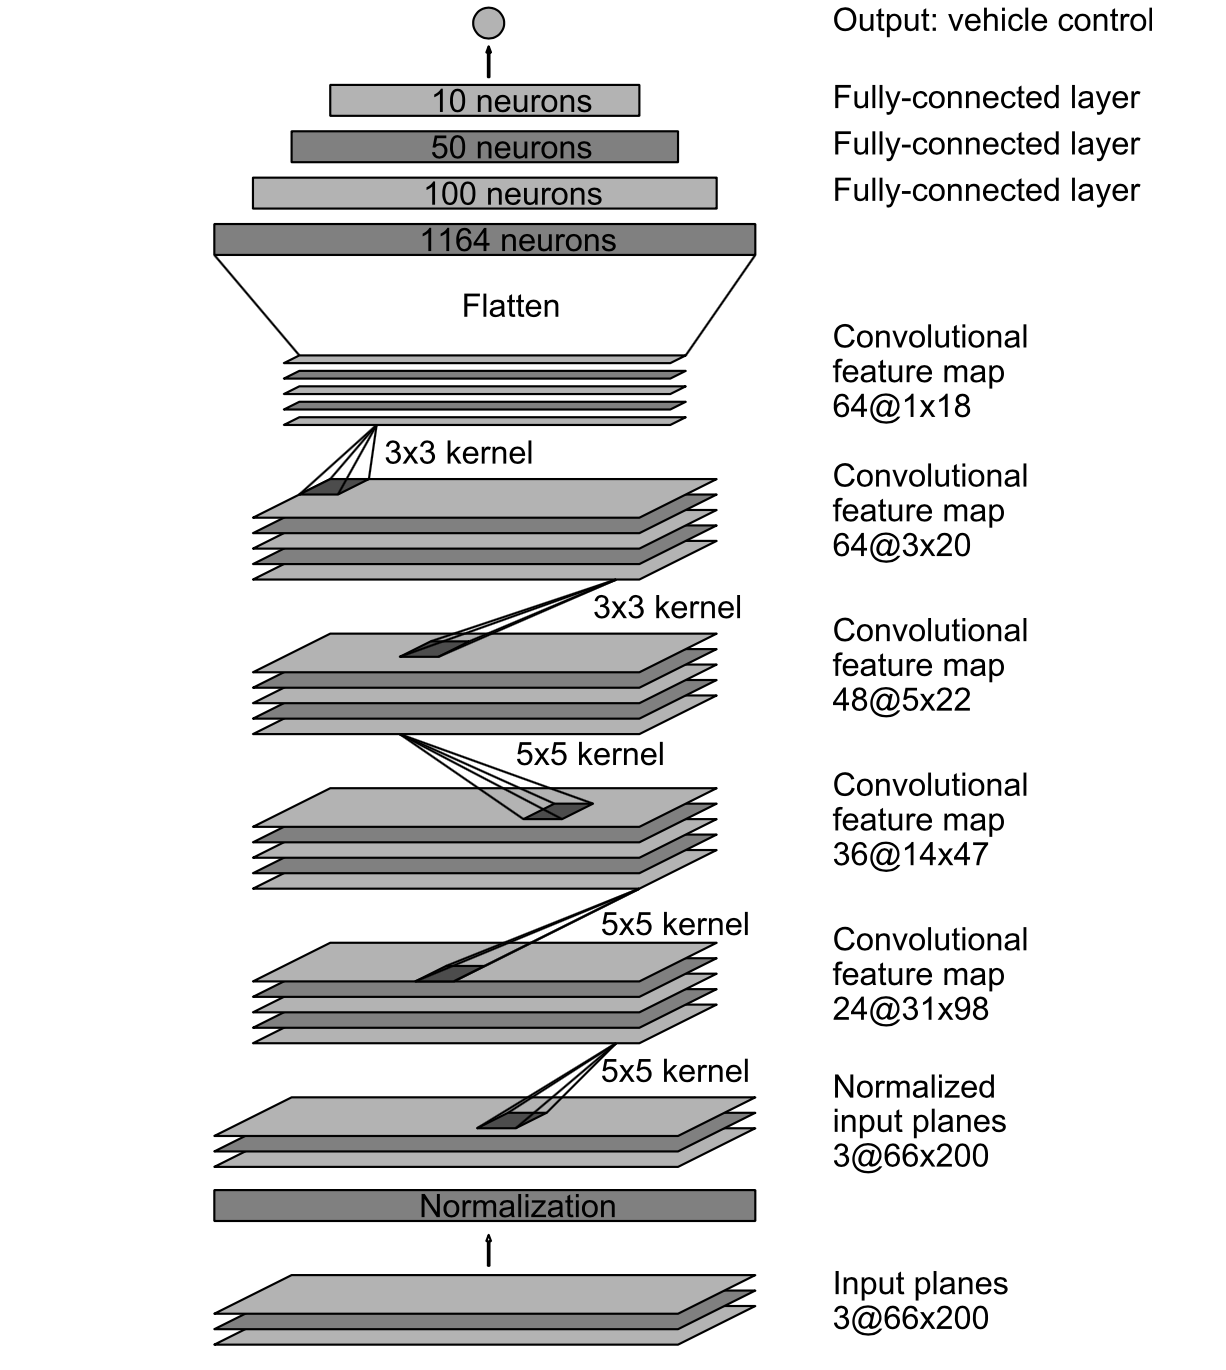 Output: vehicle control
10 neurons
Fully-connected layer
50 neurons
Fully-connected layer
100 neurons
Fully-connected layer
1164 neurons
Flatten
Convolutional
feature map
64@1x18
3x3 kernel
Convolutional
feature map
64@3x20
3x3 kernel
Convolutional
feature map
48@5x22
5x5 kernel
Convolutional
feature map
36@14x47
5x5 kernel
Convolutional
feature map
24@31x98
5x5 kernel
Normalized
input planes
3@66x200
Normalization
Input planes
3@66x200